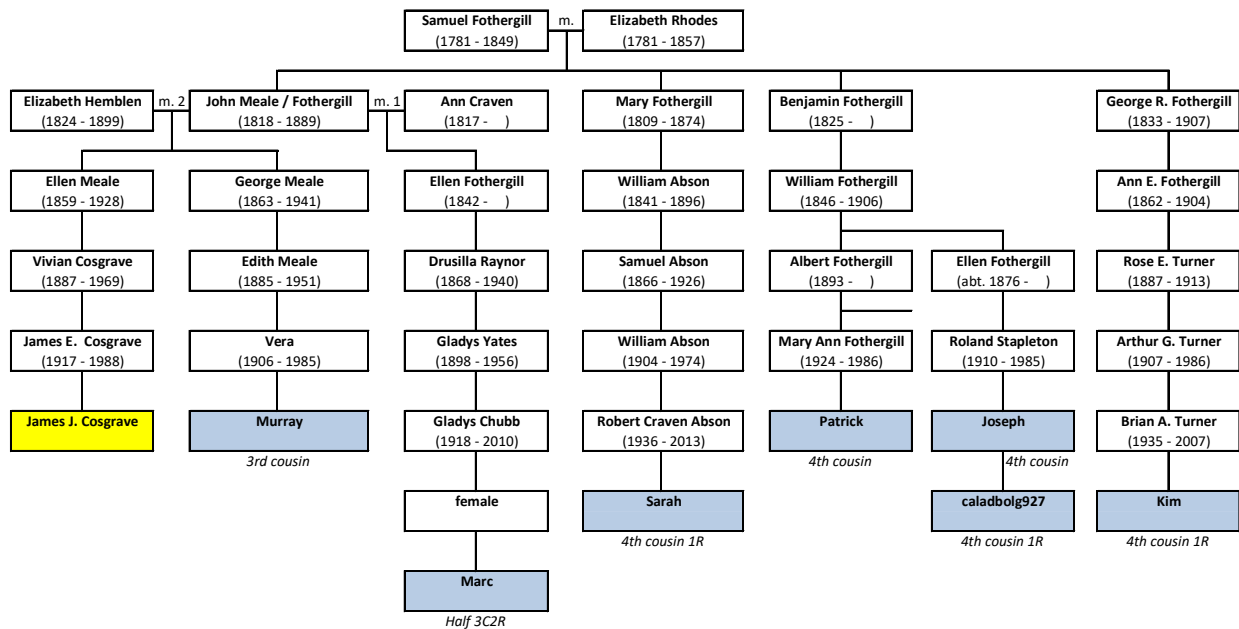 Samuel Fothergill
(1781 - 1849)
m.
Elizabeth Rhodes
(1781 - 1857)
Elizabeth Hemblen
(1824 - 1899)
m. 2
John Meale / Fothergill
(1818 - 1889)
m. 1
Ann Craven
(1817 - )
Mary Fothergill
(1809 - 1874)
Benjamin Fothergill
(1825 - )
George R. Fothergill
(1833 - 1907)
Ellen Meale
(1859 - 1928)
George Meale
(1863 - 1941)
Ellen Fothergill
(1842 - )
William Abson
(1841 - 1896)
William Fothergill
(1846 - 1906)
Ann E. Fothergill
(1862 - 1904)
Vivian Cosgrave
(1887 - 1969)
Edith Meale
(1885 - 1951)
Drusilla Raynor
(1868 - 1940)
Samuel Abson
(1866 - 1926)
Albert Fothergill
(1893 - )
Ellen Fothergill
(abt. 1876 - )
Rose E. Turner
(1887 - 1913)
James E. Cosgrave
(1917 - 1988)
Vera
(1906 - 1985)
Gladys Yates
(1898 - 1956)
William Abson
(1904 - 1974)
Mary Ann Fothergill
(1924 - 1986)
Roland Stapleton
(1910 - 1985)
Arthur G. Turner
(1907 - 1986)
James J. Cosgrave
Murray
3rd cousin
Gladys Chubb
(1918 - 2010)
Robert Craven Abson
(1936 - 2013)
Patrick
4th cousin
Joseph
4th cousin
Brian A. Turner
(1935 - 2007)
female
Sarah
4th cousin 1R
caladbolg927
4th cousin 1R
Kim
4th cousin 1R
Marc
Half 3C2R